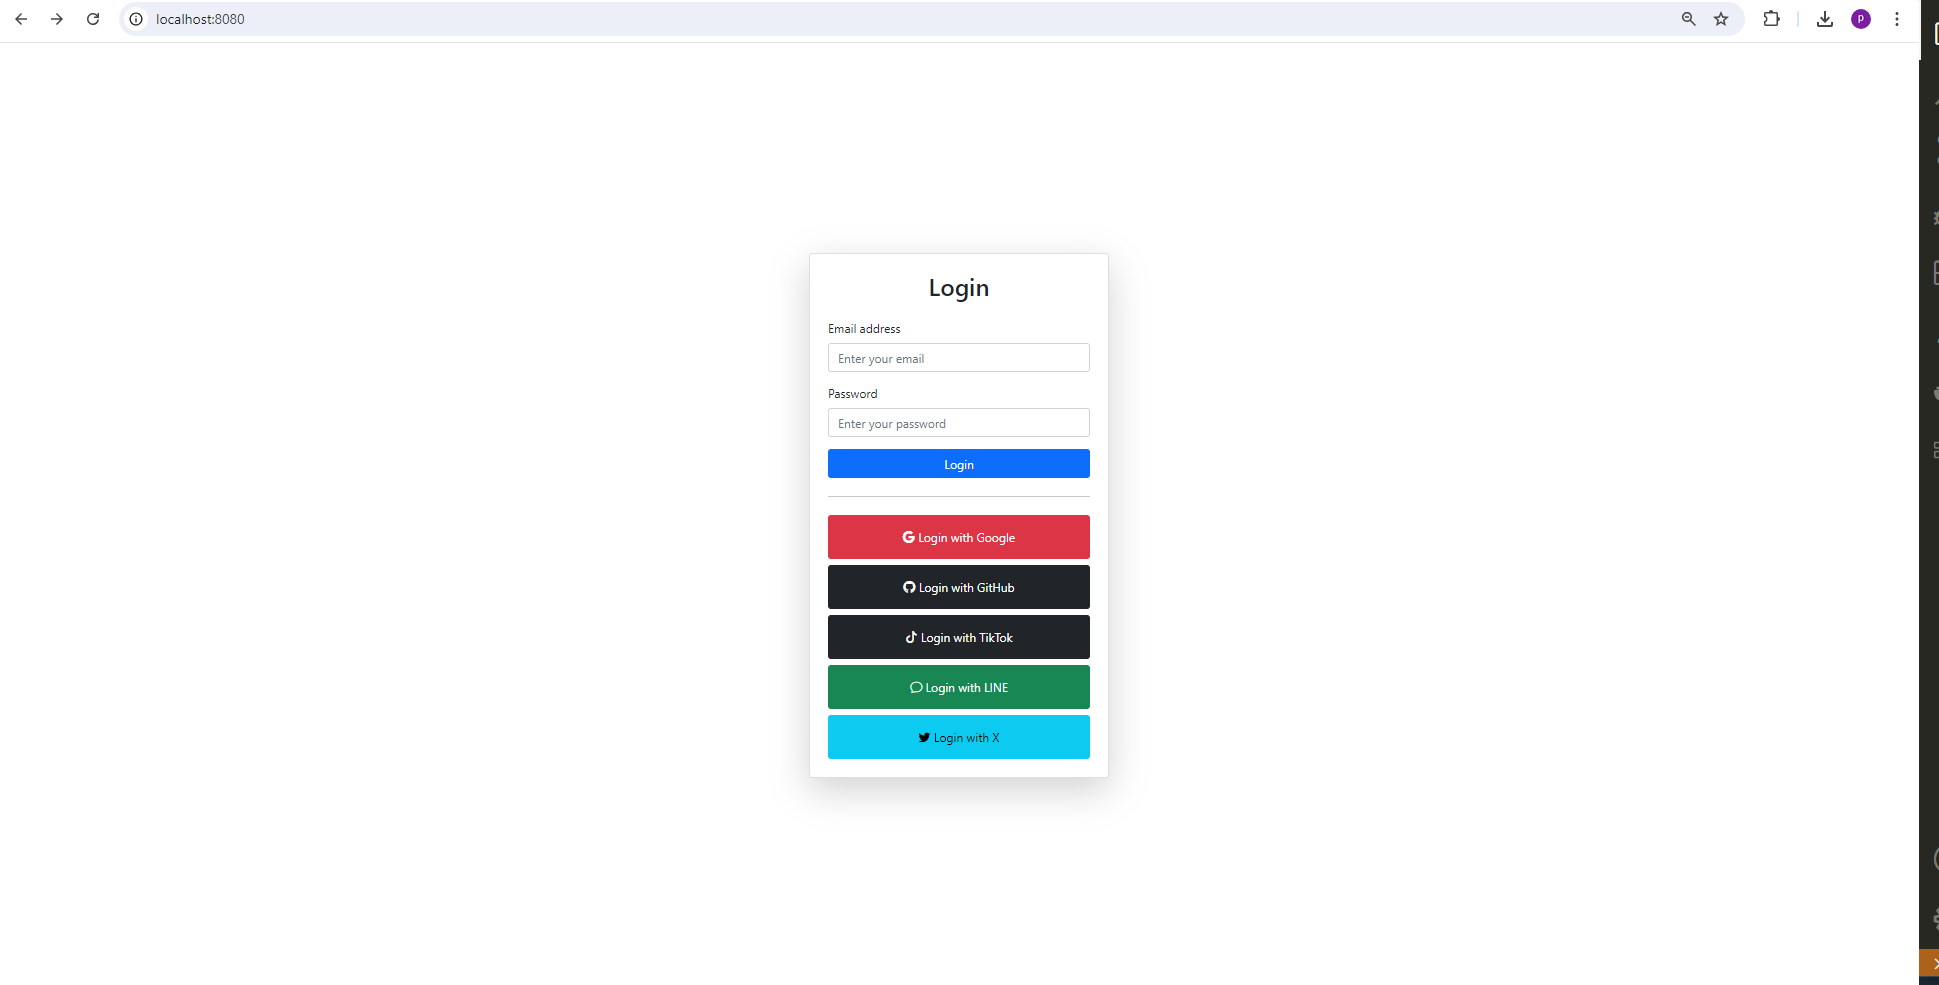 localhost:8080
P
Login
Email address
Enter your email
Password
Enter your password
Login
Login with Google
Login with GitHub
Login with TikTok
Login with LINE
Login with X